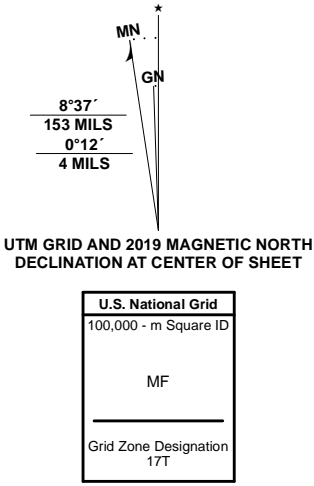 ★
MN
GN
8°37´
153 MILS
0°12´
4 MILS
UTM GRID AND 2019 MAGNETIC NORTH
DECLINATION AT CENTER OF SHEET
U.S. National Grid
100,000 - m Square ID
MF
Grid Zone Designation
17T